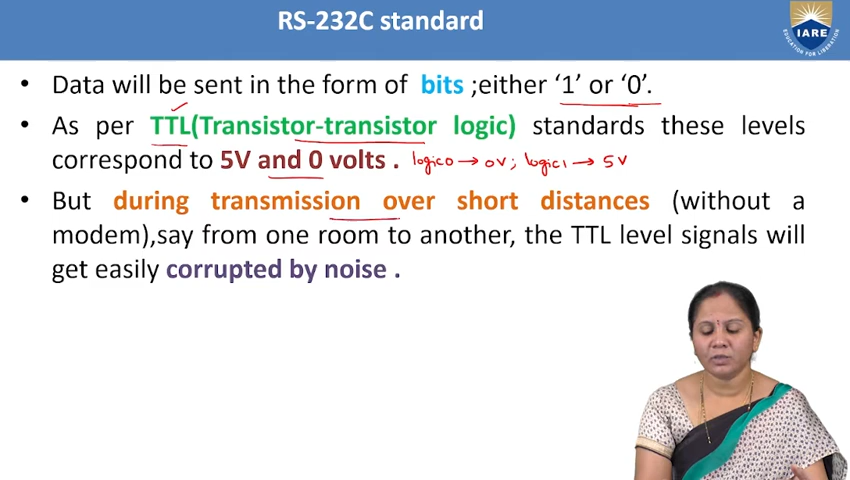 RS-232C standard
IARE
EDUCATION FOR LIBERATION
• Data will be sent in the form of bits ;either ‘1’ or ‘0’.
• As per TTL(Transistor-transistor logic) standards these levels
correspond to 5V and 0 volts . logic0 → 0V; logic1 → 5V
• But during transmission over short distances (without a
modem),say from one room to another, the TTL level signals will
get easily corrupted by noise .